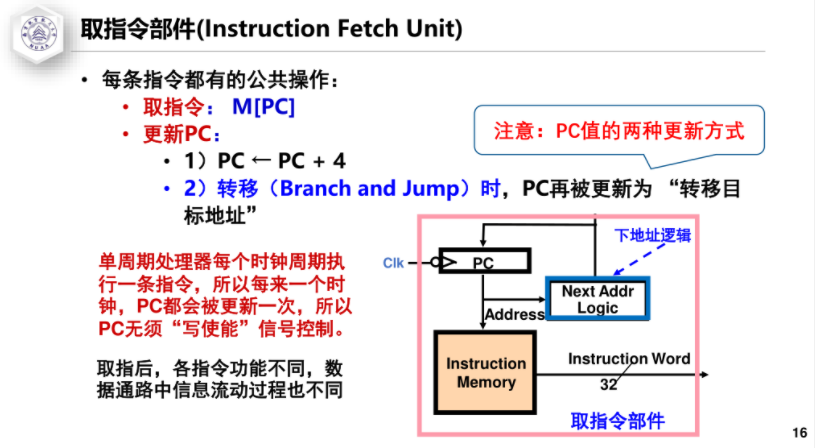 取指令部件(Instruction Fetch Unit)
• 每条指令都有的公共操作：
• 取指令： M[PC]
• 更新PC：
注意：PC值的两种更新方式
• 1）PC ← PC + 4
• 2）转移（Branch and Jump）时，PC再被更新为 “转移目
标地址”
单周期处理器每个时钟周期执
行一条指令，所以每来一个时
钟，PC都会被更新一次，所以
PC无须“写使能”信号控制。
取指后，各指令功能不同，数
据通路中信息流动过程也不同
下地址逻辑
Clk
PC
Next Addr
Logic
Address
Instruction
Memory
Instruction Word
32
取指令部件
16